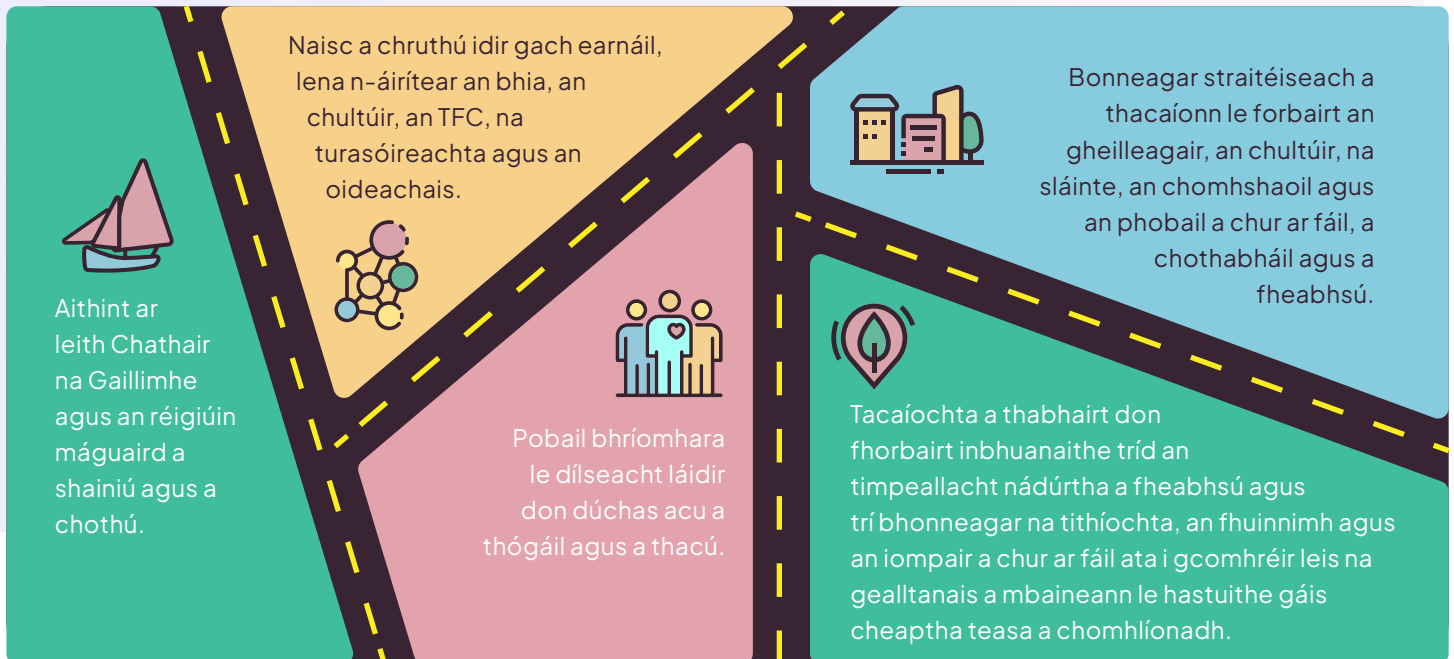 Aithint ar
leith Chathair
na Gaillimhe
agus an réigiúin
máguaird a
shainiú agus a
chothú.
Naisc a chruthú idir gach earnáil,
lena n-áirítear an bhia, an
chultúir, an TFC, na
turasóireachta agus an
oideachais.
Pobail bhríomhara
le dílseacht láidir
don dúchas acu a
thógáil agus a thacú.
Bonneagar straitéiseach a
thacaíonn le forbairt an
gheilleagair, an chultúir, na
sláinte, an chomhshaoil agus
an phobail a chur ar fáil, a
chothabháil agus a
fheabhsú.
Tacaíochta a thabhairt don
fhorbairt inbhuanaithe tríd an
timpeallacht nádúrtha a fheabhsú agus
trí bhonneagar na tithíochta, an fhuinnimh agus
an iompair a chur ar fáil ata i gcomhréir leis na
gealltanais a mbaineann le hastuithe gáis
cheaptha teasa a chomhlíonadh.